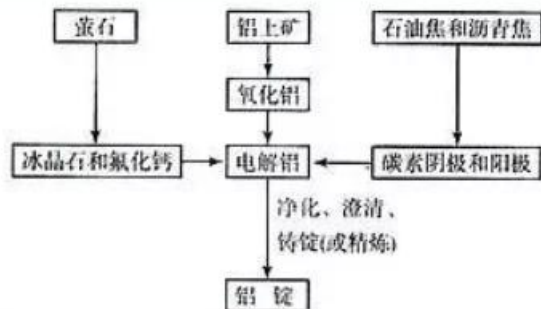 萤石
铝土矿
石油焦和沥青焦
氧化铝
冰晶石和氟化钙
电解铝
碳素阴极和阳极
净化、澄清、
铸锭(或精炼)
铝 锭